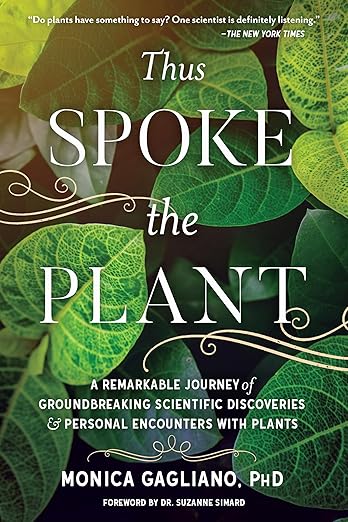 “Do plants have something to say? One scientist is definitely listening.”
–THE NEW YORK TIMES
Thus
SPOKE
the
PLANT
A REMARKABLE JOURNEY of
GROUNDBREAKING SCIENTIFIC DISCOVERIES
& PERSONAL ENCOUNTERS WITH PLANTS
MONICA GAGLIANO, PhD
FOREWORD BY DR. SUZANNE SIMARD